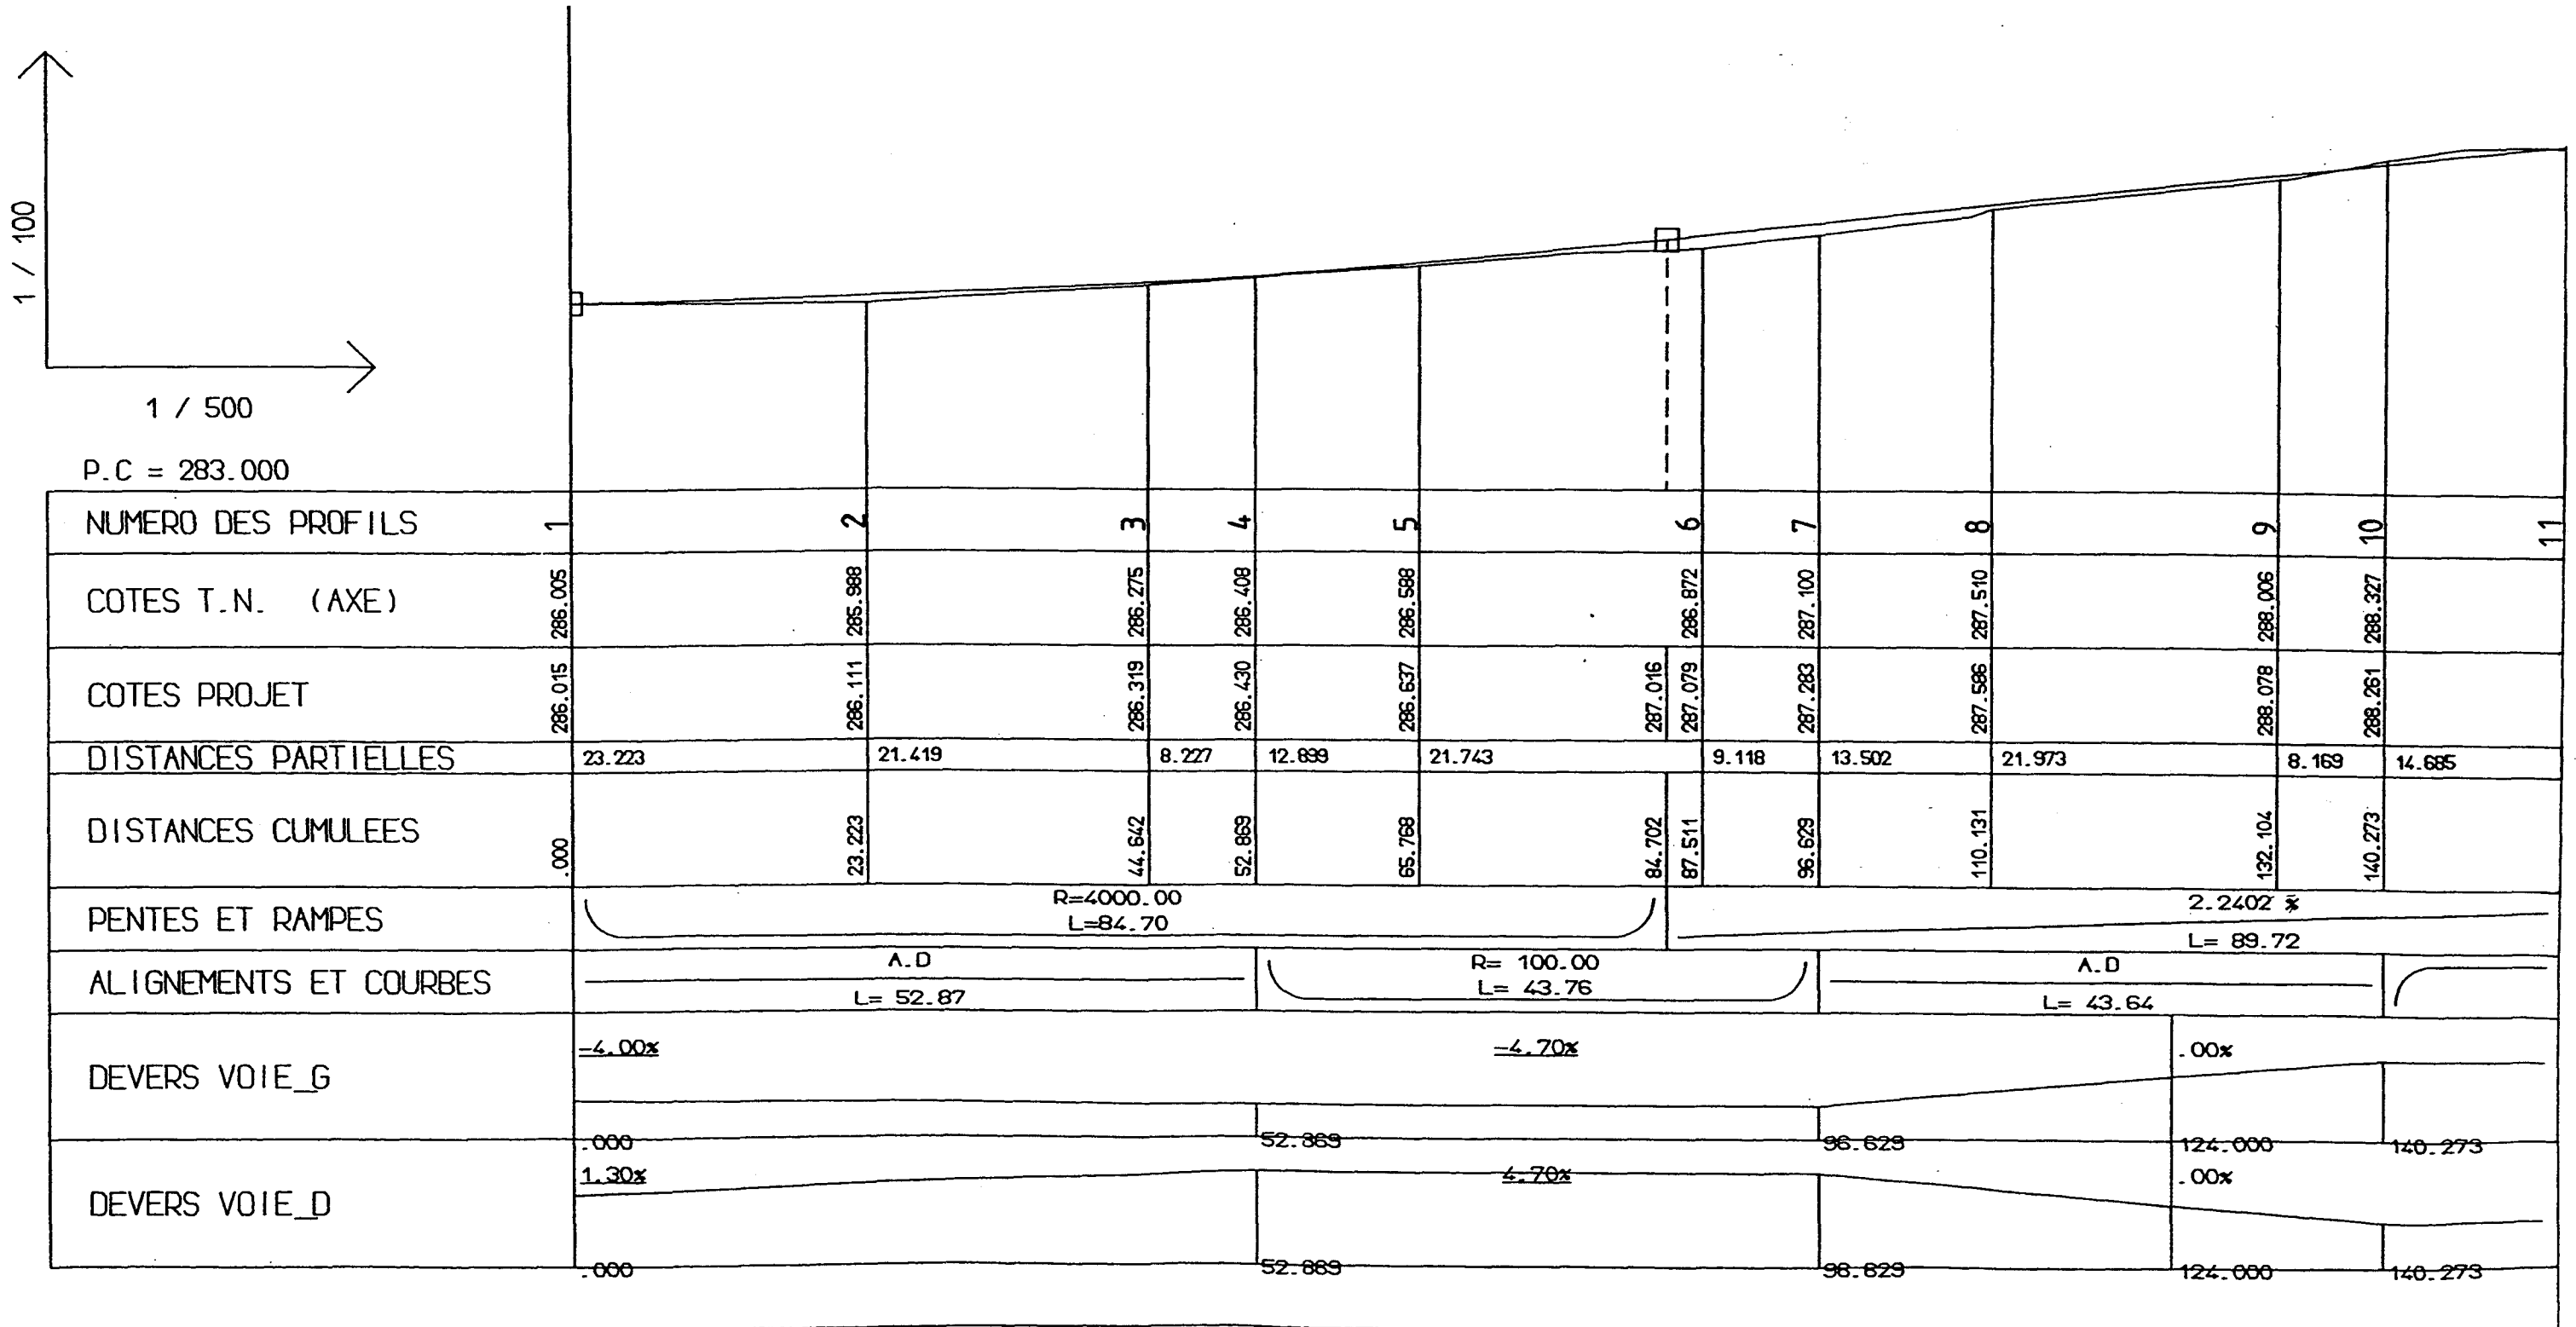 1 / 100
1 / 500
P.C = 283.000
NUMERO DES PROFILS 1 2 3 4 5 6 7 8 9 10 11
COTES T.N. (AXE) 286.005 285.988 286.275 286.408 286.588 286.872 287.100 287.510 288.006 288.327
COTES PROJET 286.015 286.111 286.319 286.430 286.637 287.016 287.079 287.283 287.586 288.078 288.261
DISTANCES PARTIELLES 23.223 21.419 8.227 12.899 21.743 9.118 13.502 21.973 8.169 14.685
DISTANCES CUMULEES .000 23.223 44.642 52.869 65.768 84.702 87.511 96.629 110.131 132.104 140.273
R=4000.00 2.2402 %
PENTES ET RAMPES
L=84.70 L= 89.72
A.D R= 100.00 A.D
ALIGNEMENTS ET COURBES
L= 52.87 L= 43.76 L= 43.64
-4.00% -4.70% .00%
DEVERS VOIE_G
.000 52.869 96.629 124.000 140.273
1.30% 4.70% .00%
DEVERS VOIE_D
.000 52.869 96.629 124.000 140.273